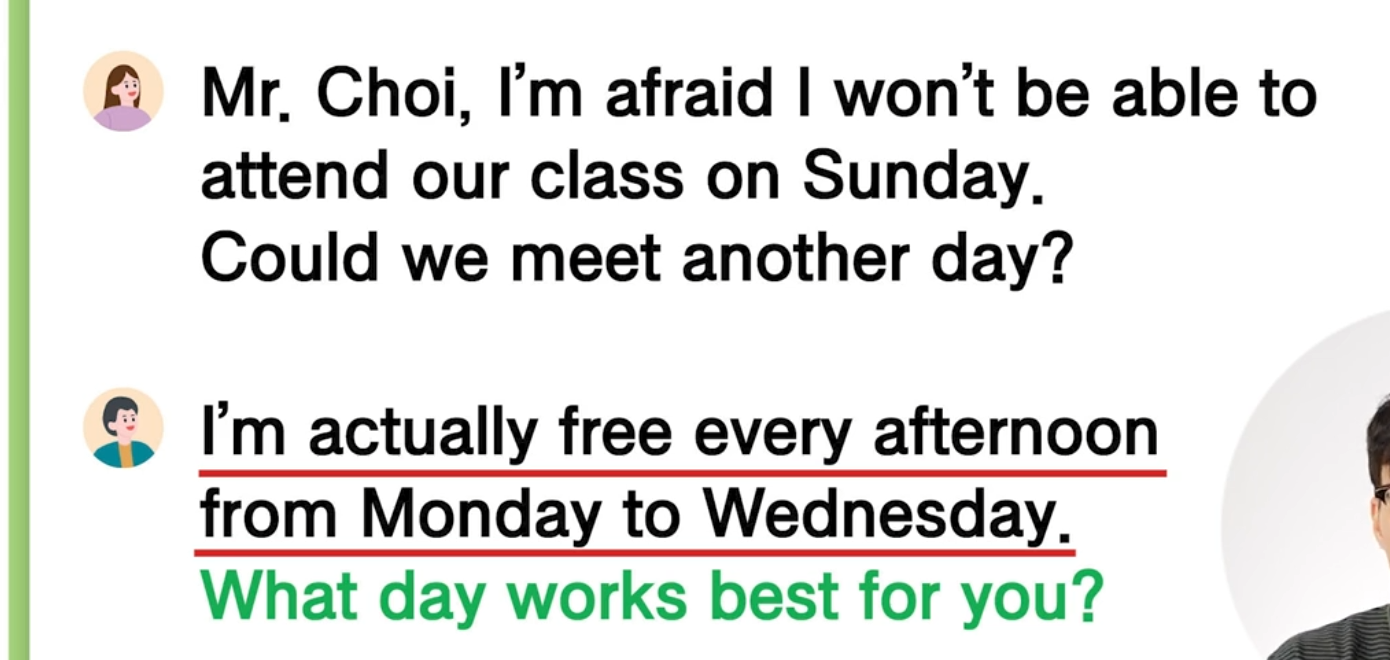 Mr. Choi, I'm afraid I won't be able to
attend our class on Sunday.
Could we meet another day?
I'm actually free every afternoon
from Monday to Wednesday.
What day works best for you?